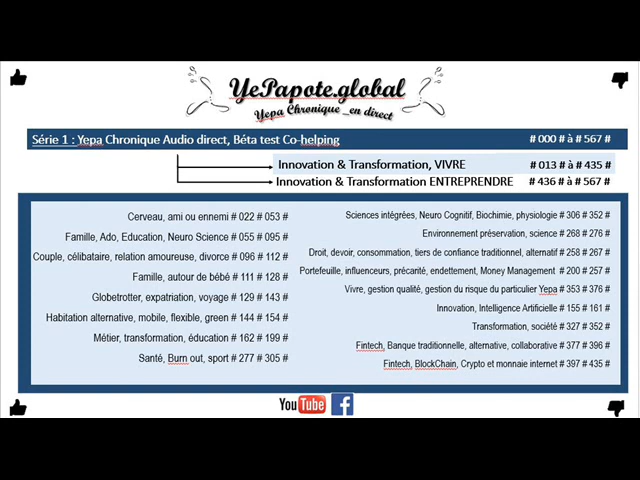 YePapote.global
Yepa Chronique _en direct
Série 1 : Yepa Chronique Audio direct, Béta test Co-helping # 000 # à # 567 #
Innovation & Transformation, VIVRE # 013 # à # 435 #
Innovation & Transformation ENTREPRENDRE # 436 # à # 567 #
Cerveau, ami ou ennemi # 022 # 053 #
Famille, Ado, Education, Neuro Science # 055 # 095 #
Couple, célibataire, relation amoureuse, divorce # 096 # 112 #
Famille, autour de bébé # 111 # 128 #
Globetrotter, expatriation, voyage # 129 # 143 #
Habitation alternative, mobile, flexible, green # 144 # 154 #
Métier, transformation, éducation # 162 # 199 #
Santé, Burn out, sport # 277 # 305 #
Sciences intégrées, Neuro Cognitif, Biochimie, physiologie # 306 # 352 #
Environnement préservation, science # 268 # 276 #
Droit, devoir, consommation, tiers de confiance traditionnel, alternatif # 258 # 267 #
Portefeuille, influenceurs, précarité, endettement, Money Management # 200 # 257 #
Vivre, gestion qualité, gestion du risque du particulier Yepa # 353 # 376 #
Innovation, Intelligence Artificielle # 155 # 161 #
Transformation, société # 327 # 352 #
Fintech, Banque traditionnelle, alternative, collaborative # 377 # 396 #
Fintech, BlockChain, Crypto et monnaie internet # 397 # 435 #
YouTube f